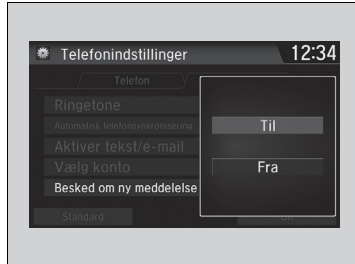 Telefonindstillinger
12:34
Telefon
Ringetone
Automatisk telefonsynkronisering
Aktiver tekst/e-mail
Vælg konto
Besked om ny meddelelse
Til
Fra
Standard
OK